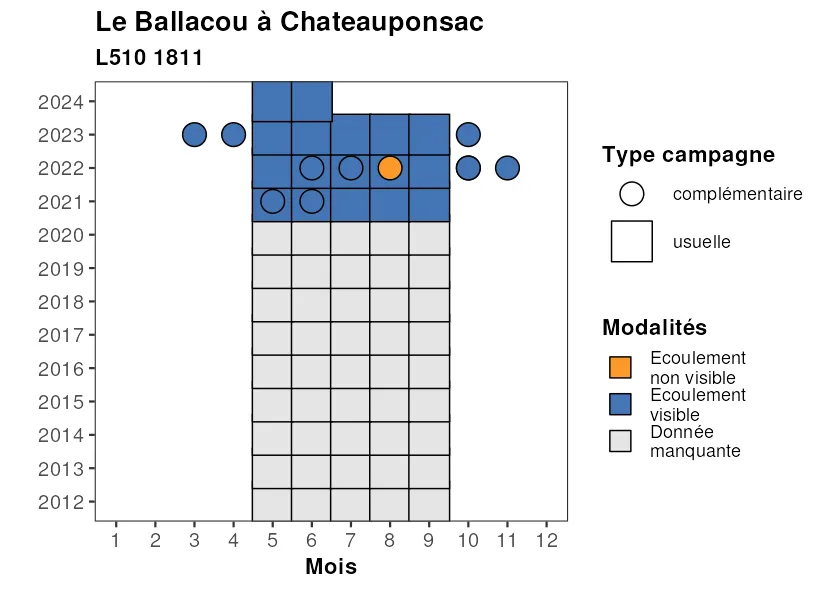 Le Ballacou à Chateauponsac
L510 1811
2024
2023
2022
2021
2020
2019
2018
2017
2016
2015
2014
2013
2012
1 2 3 4 5 6 7 8 9 10 11 12
Mois
Type campagne
complémentaire
usuelle
Modalités
Ecoulement
non visible
Ecoulement
visible
Donnée
manquante